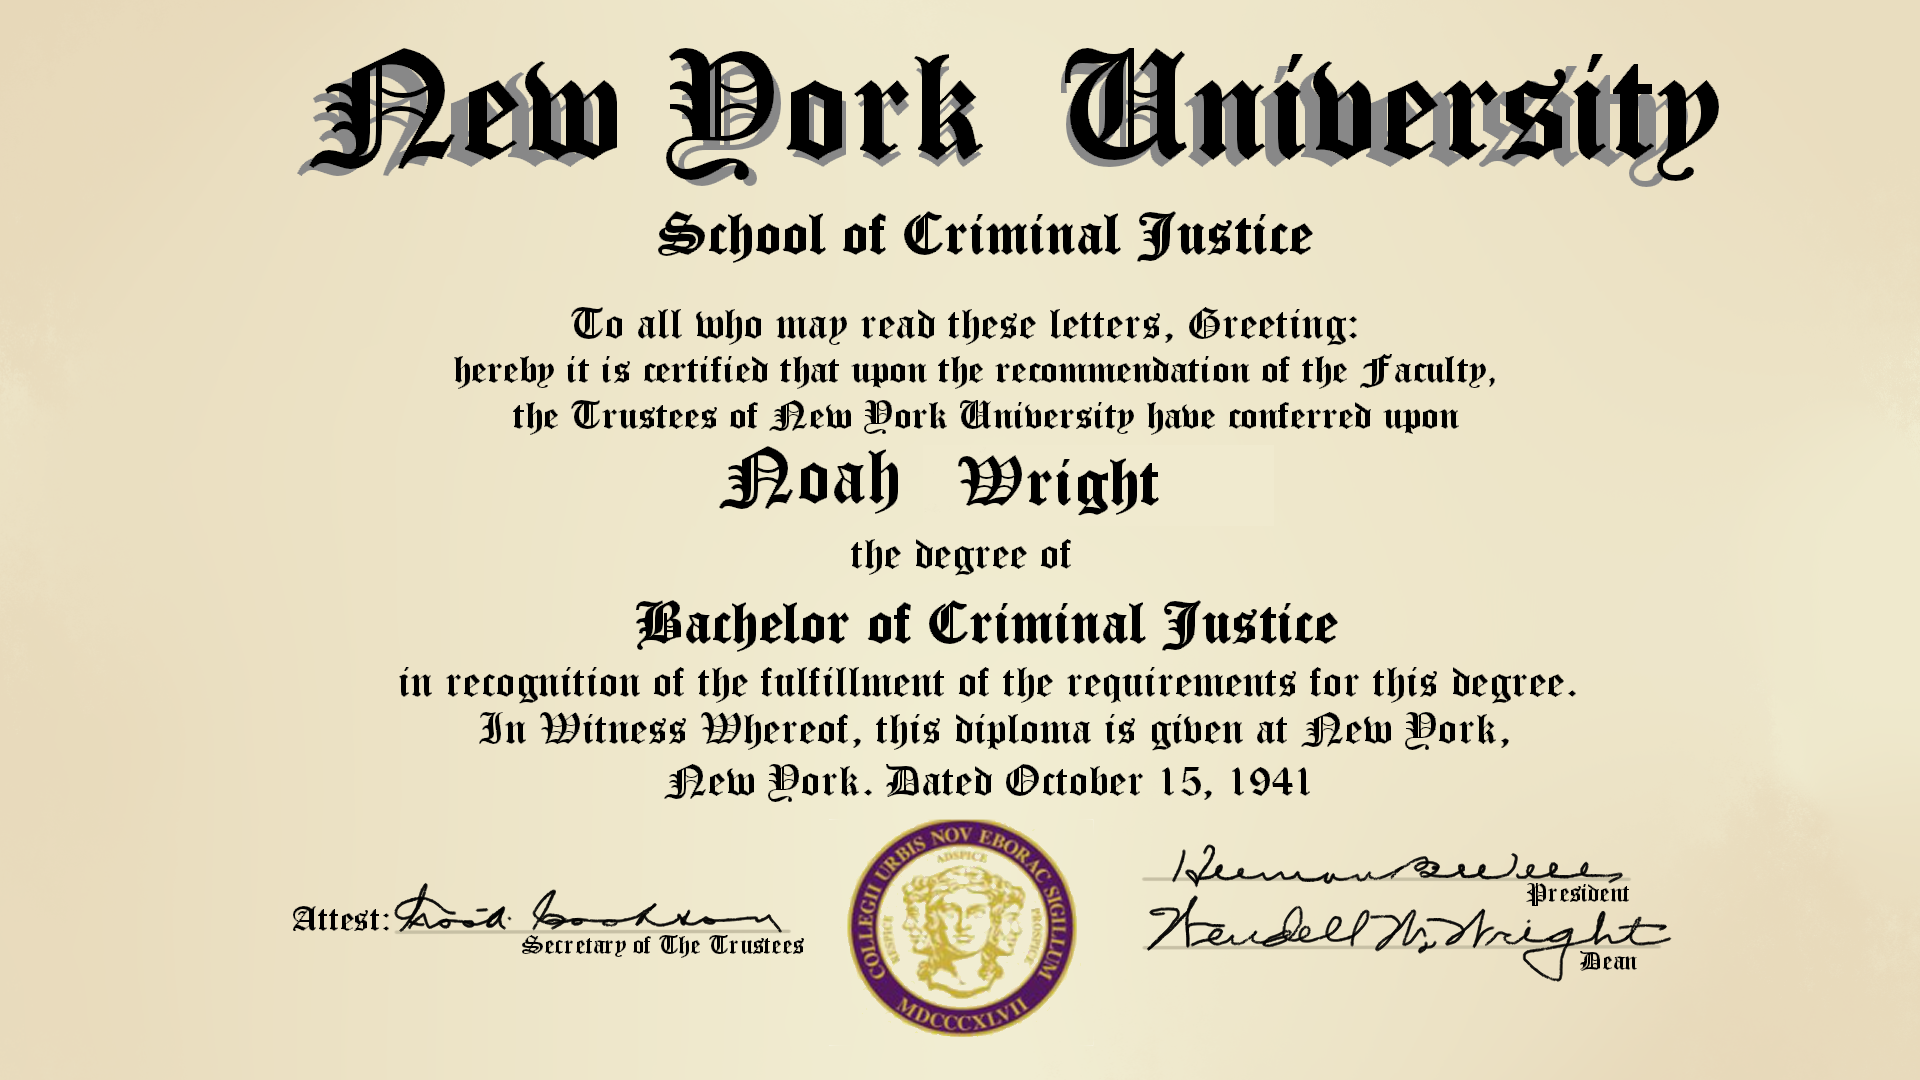 New York University
School of Criminal Justice
To all who may read these letters, Greeting:
hereby it is certified that upon the recommendation of the Faculty,
the Trustees of New York University have conferred upon
Noah Wright
the degree of
Bachelor of Criminal Justice
in recognition of the fulfillment of the requirements for this degree.
In Witness Whereof, this diploma is given at New York,
New York. Dated October 15, 1941
COLLEGII URBIS NOV EBORAC SIGILLUM
ADSPICE
RESPICE
PROSPICE
MDCCCXLVII
Attest:
Secretary of The Trustees
Herman B Wells
President
Wendell W. Wright
Dean